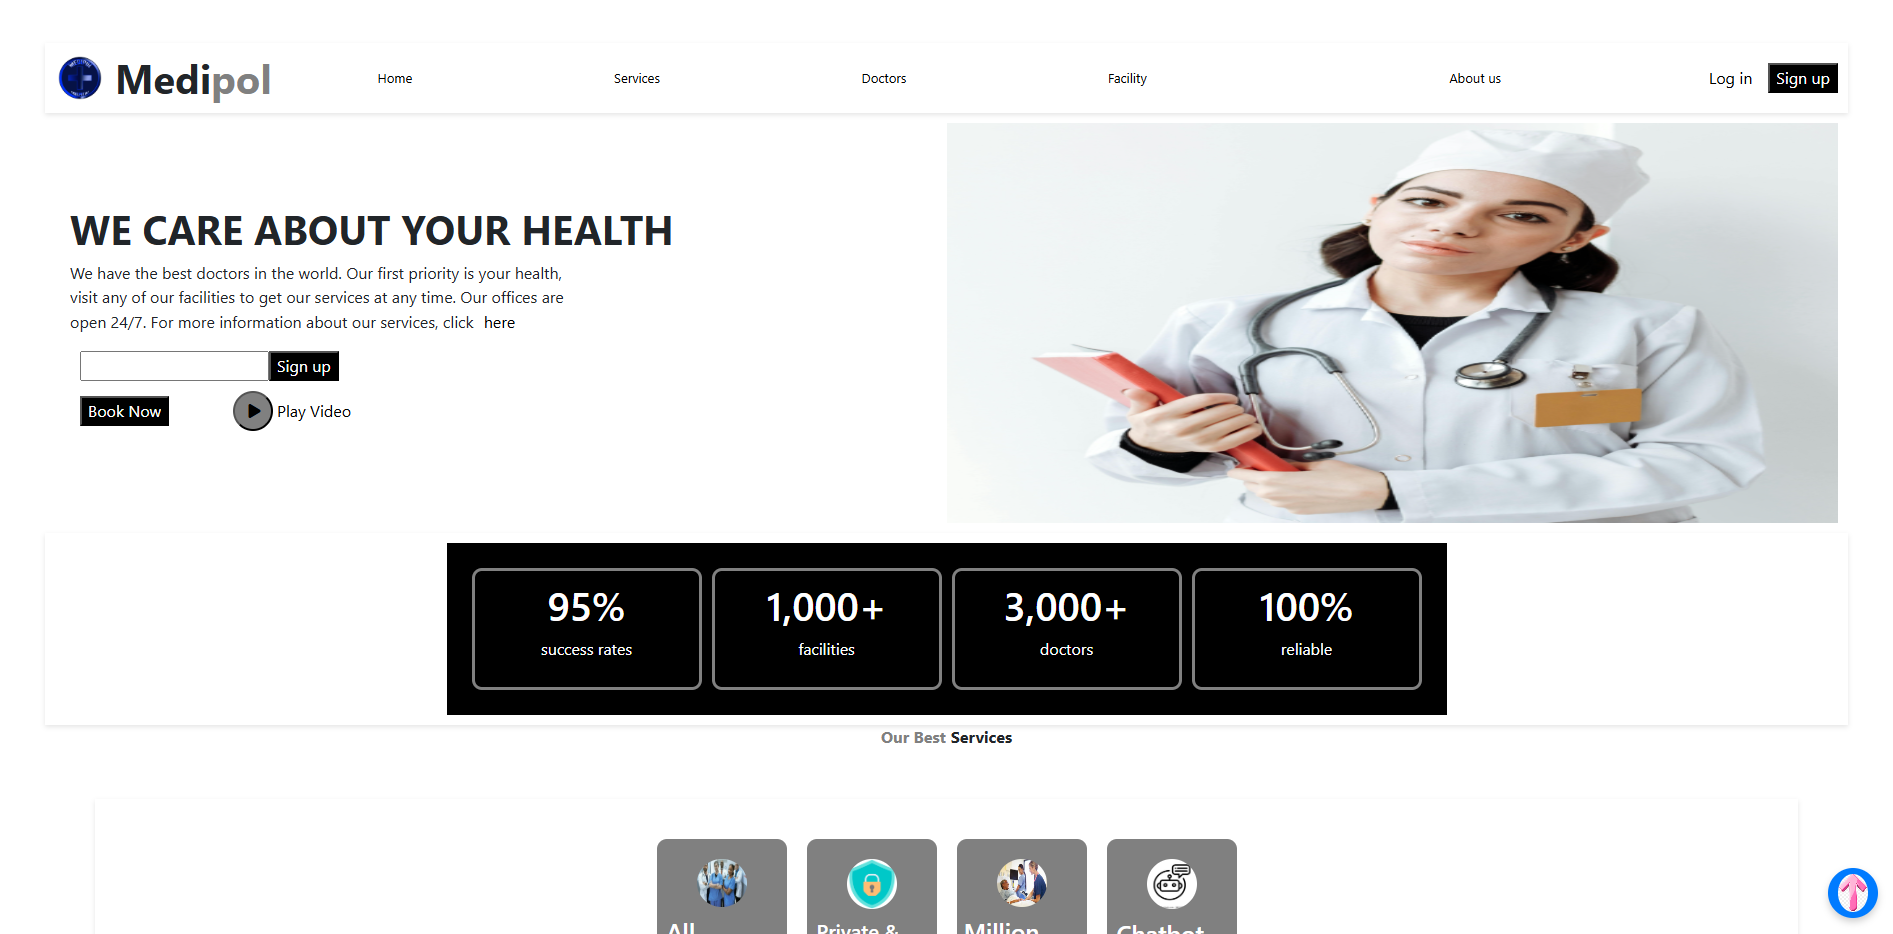 Medipol
Home
Services
Doctors
Facility
About us
Log in
Sign up
WE CARE ABOUT YOUR HEALTH
We have the best doctors in the world. Our first priority is your health,
visit any of our facilities to get our services at any time. Our offices are
open 24/7. For more information about our services, click here
Sign up
Book Now
Play Video
95%
success rates
1,000+
facilities
3,000+
doctors
100%
reliable
Our Best Services
All
Private &
Million
Chatbot